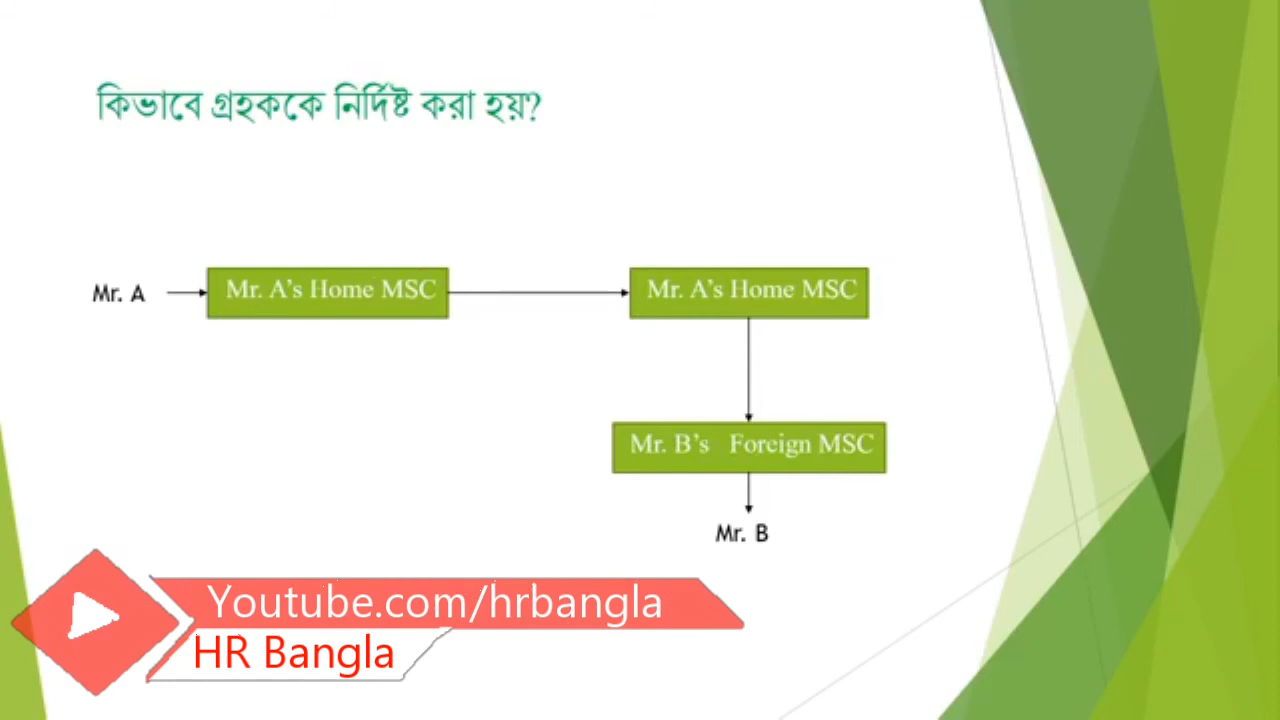 কিভাবে গ্রহককে নির্দিষ্ট করা হয়?
Mr. A
Mr. A's Home MSC
Mr. A's Home MSC
Mr. B's Foreign MSC
Mr. B
Youtube.com/hrbangla
HR Bangla